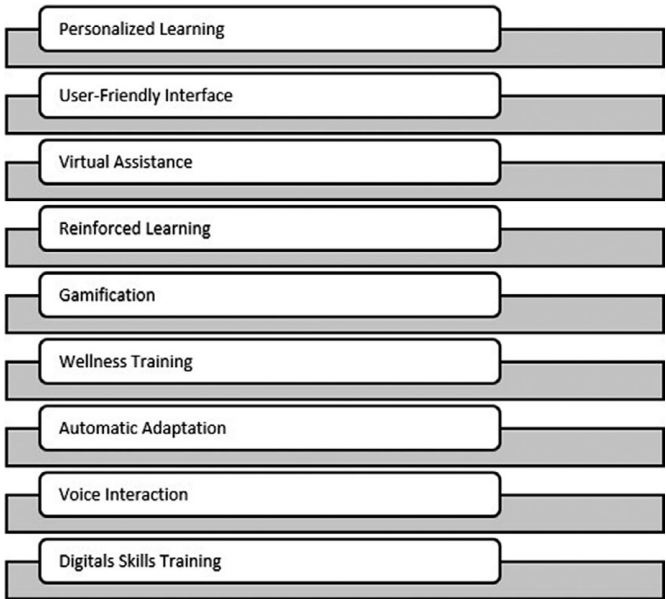 Personalized Learning
User-Friendly Interface
Virtual Assistance
Reinforced Learning
Gamification
Wellness Training
Automatic Adaptation
Voice Interaction
Digitals Skills Training